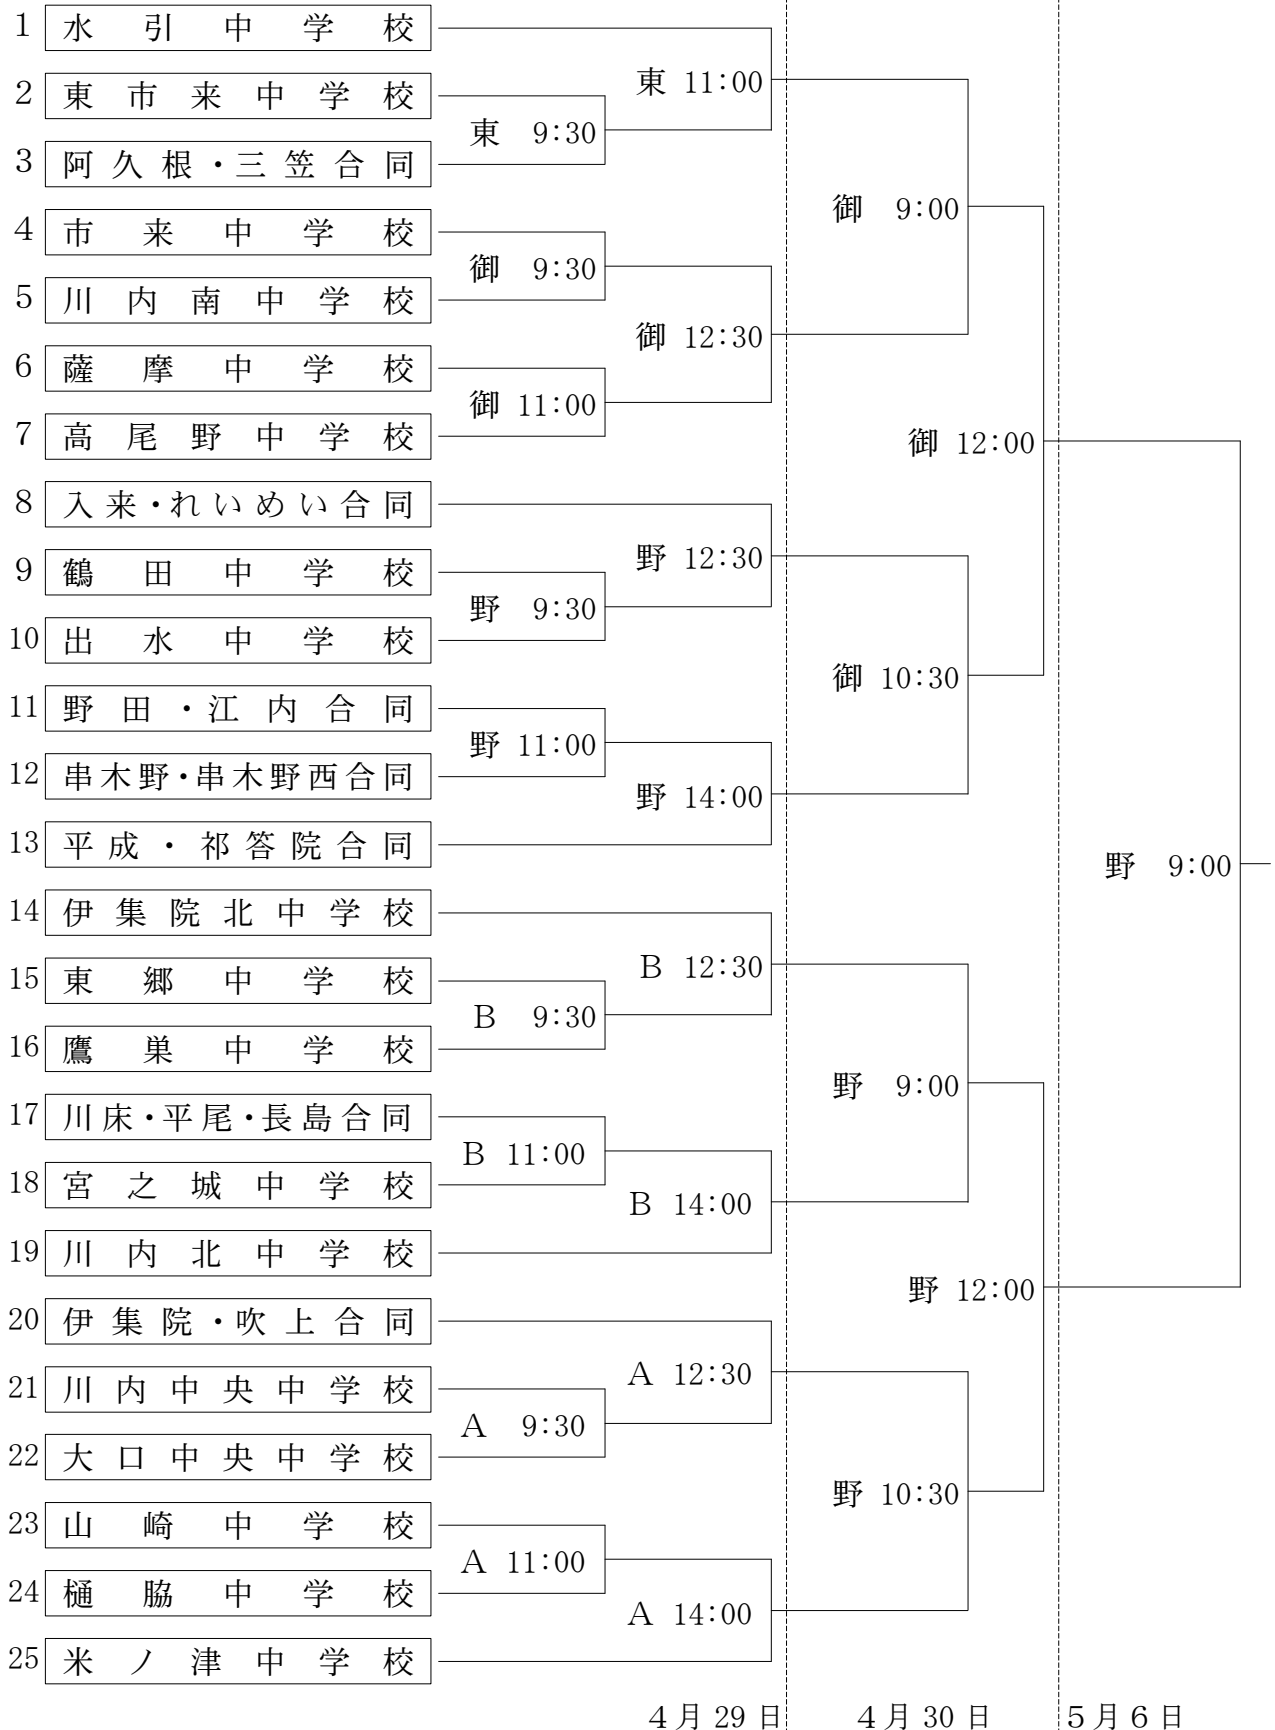 1 水引中学校
東 11:00
2 東市来中学校
東 9:30
3 阿久根・三笠合同
御 9:00
4 市来中学校
御 9:30
5 川内南中学校
御 12:30
6 薩摩中学校
御 11:00
7 高尾野中学校
御 12:00
8 入来・れいめい合同
野 12:30
9 鶴田中学校
野 9:30
10 出水中学校
御 10:30
11 野田・江内合同
野 11:00
12 串木野・串木野西合同
野 14:00
13 平成・祁答院合同
野 9:00
14 伊集院北中学校
B 12:30
15 東郷中学校
B 9:30
16 鷹巣中学校
野 9:00
17 川床・平尾・長島合同
B 11:00
18 宮之城中学校
B 14:00
19 川内北中学校
野 12:00
20 伊集院・吹上合同
A 12:30
21 川内中央中学校
A 9:30
22 大口中央中学校
野 10:30
23 山崎中学校
A 11:00
24 樋脇中学校
A 14:00
25 米ノ津中学校
4月29日 4月30日 5月6日